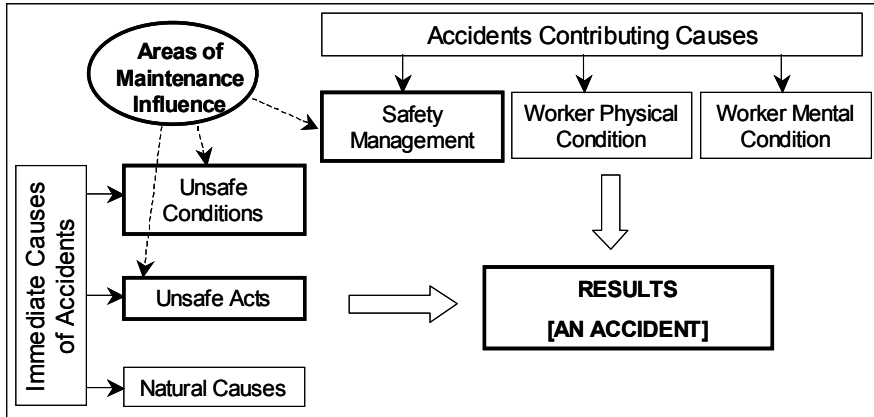 Areas of
Maintenance
Influence
Accidents Contributing Causes
Safety
Management
Worker Physical
Condition
Worker Mental
Condition
Immediate Causes
of Accidents
Unsafe
Conditions
Unsafe Acts
Natural Causes
RESULTS
[AN ACCIDENT]